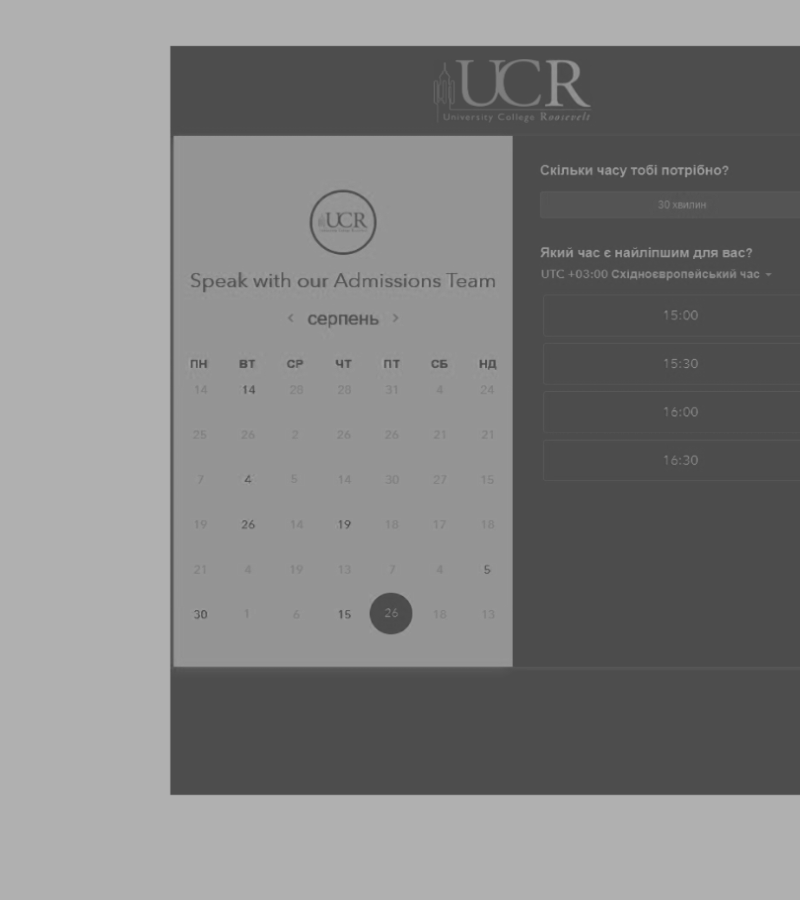 UCR
University College Roosevelt
UCR
Speak with our Admissions Team
< серпень >
ПН ВТ СР ЧТ ПТ СБ НД
14 14 28 28 31 4 24
25 26 2 26 26 21 21
7 4 5 14 30 27 15
19 26 14 19 18 17 18
21 4 19 13 7 4 5
30 1 6 15 26 18 13
Скільки часу тобі потрібно?
30 хвилин
Який час є найліпшим для вас?
UTC +03:00 Східноєвропейський час
15:00
15:30
16:00
16:30